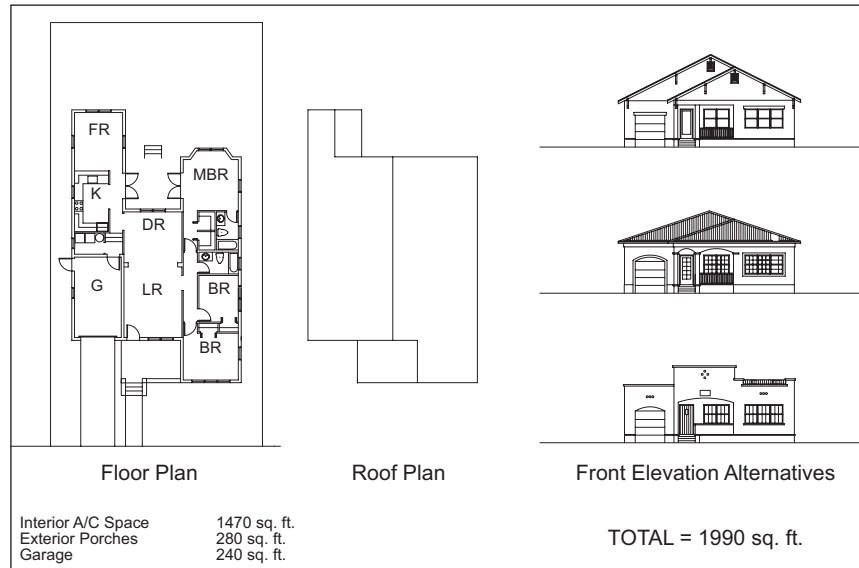 FR
MBR
K
DR
G
LR
BR
BR
Floor Plan
Roof Plan
Front Elevation Alternatives
Interior A/C Space 1470 sq. ft.
Exterior Porches 280 sq. ft.
Garage 240 sq. ft.
TOTAL = 1990 sq. ft.